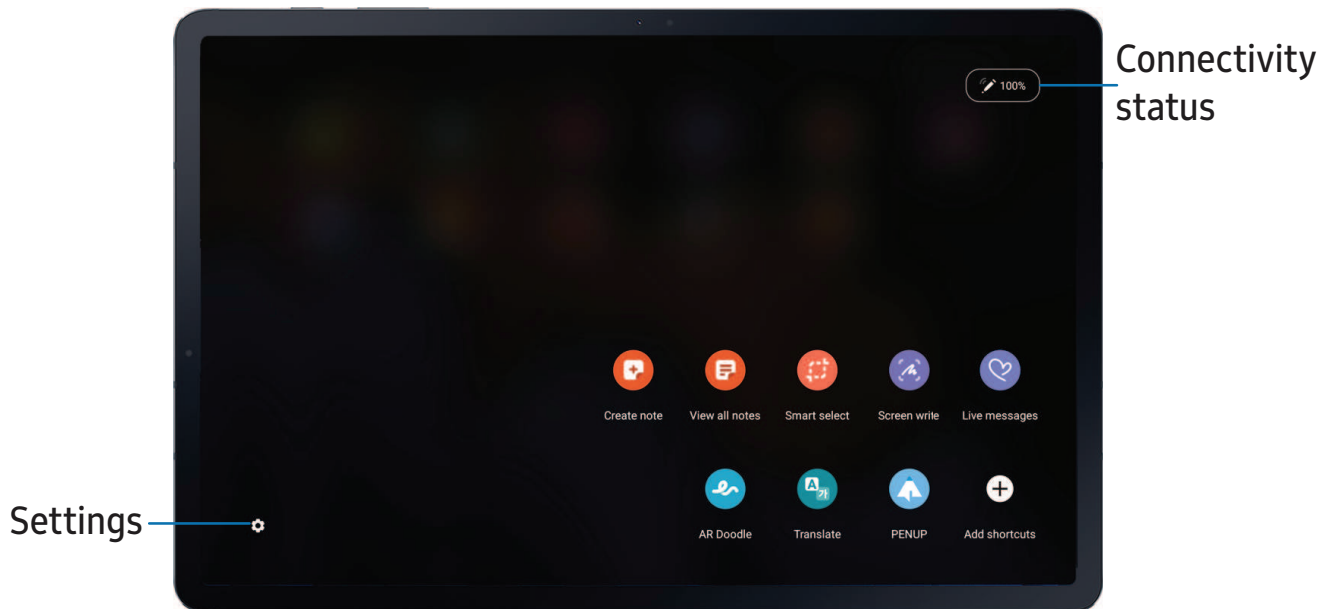 Connectivity
status
100%
Create note View all notes Smart select Screen write Live messages
A
가
Settings
AR Doodle Translate PENUP Add shortcuts